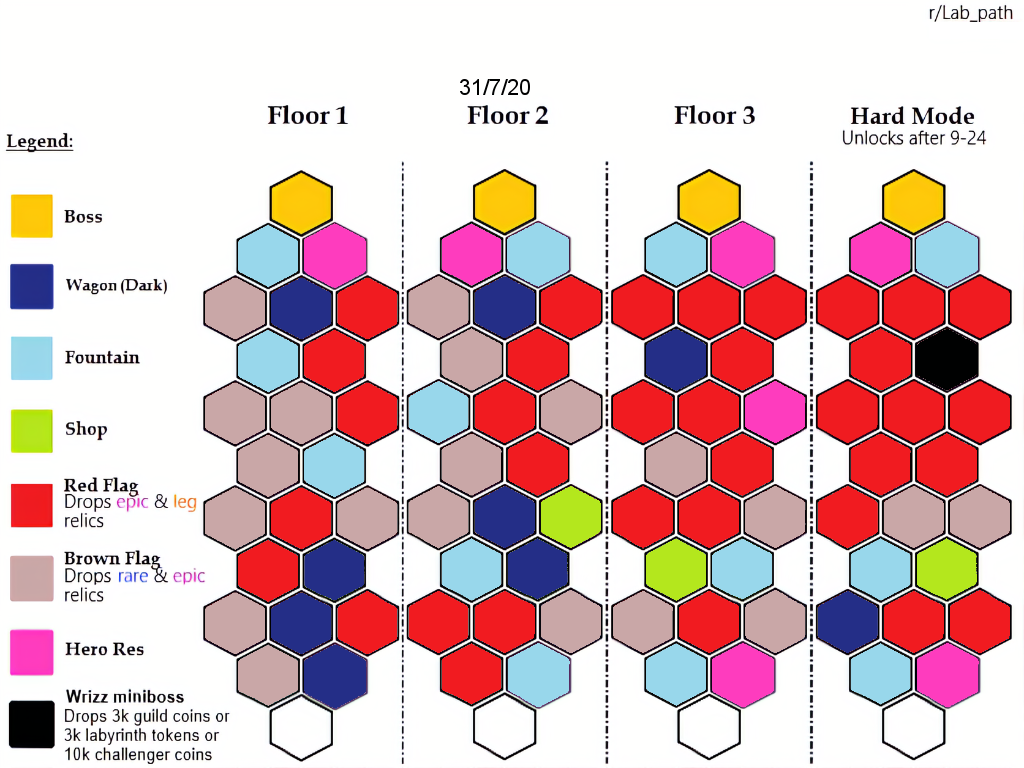 r/Lab_path
31/7/20
Floor 1
Floor 2
Floor 3
Hard Mode
Unlocks after 9-24
Legend:
Boss
Wagon (Dark)
Fountain
Shop
Red Flag
Drops epic & leg
relics
Brown Flag
Drops rare & epic
relics
Hero Res
Wrizz miniboss
Drops 3k guild coins or
3k labyrinth tokens or
10k challenger coins